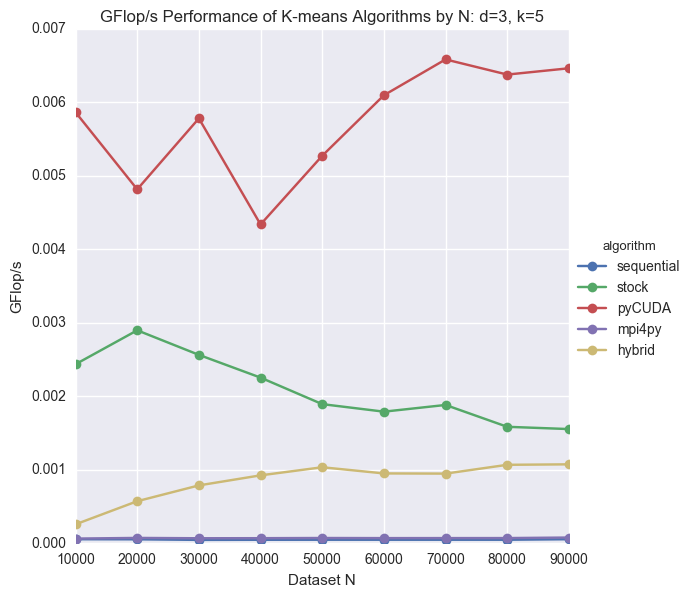 GFlop/s Performance of K-means Algorithms by N: d=3, k=5
0.007
0.006
0.005
0.004
0.003
0.002
0.001
0.000
GFlop/s
10000 20000 30000 40000 50000 60000 70000 80000 90000
Dataset N
algorithm
sequential
stock
pyCUDA
mpi4py
hybrid